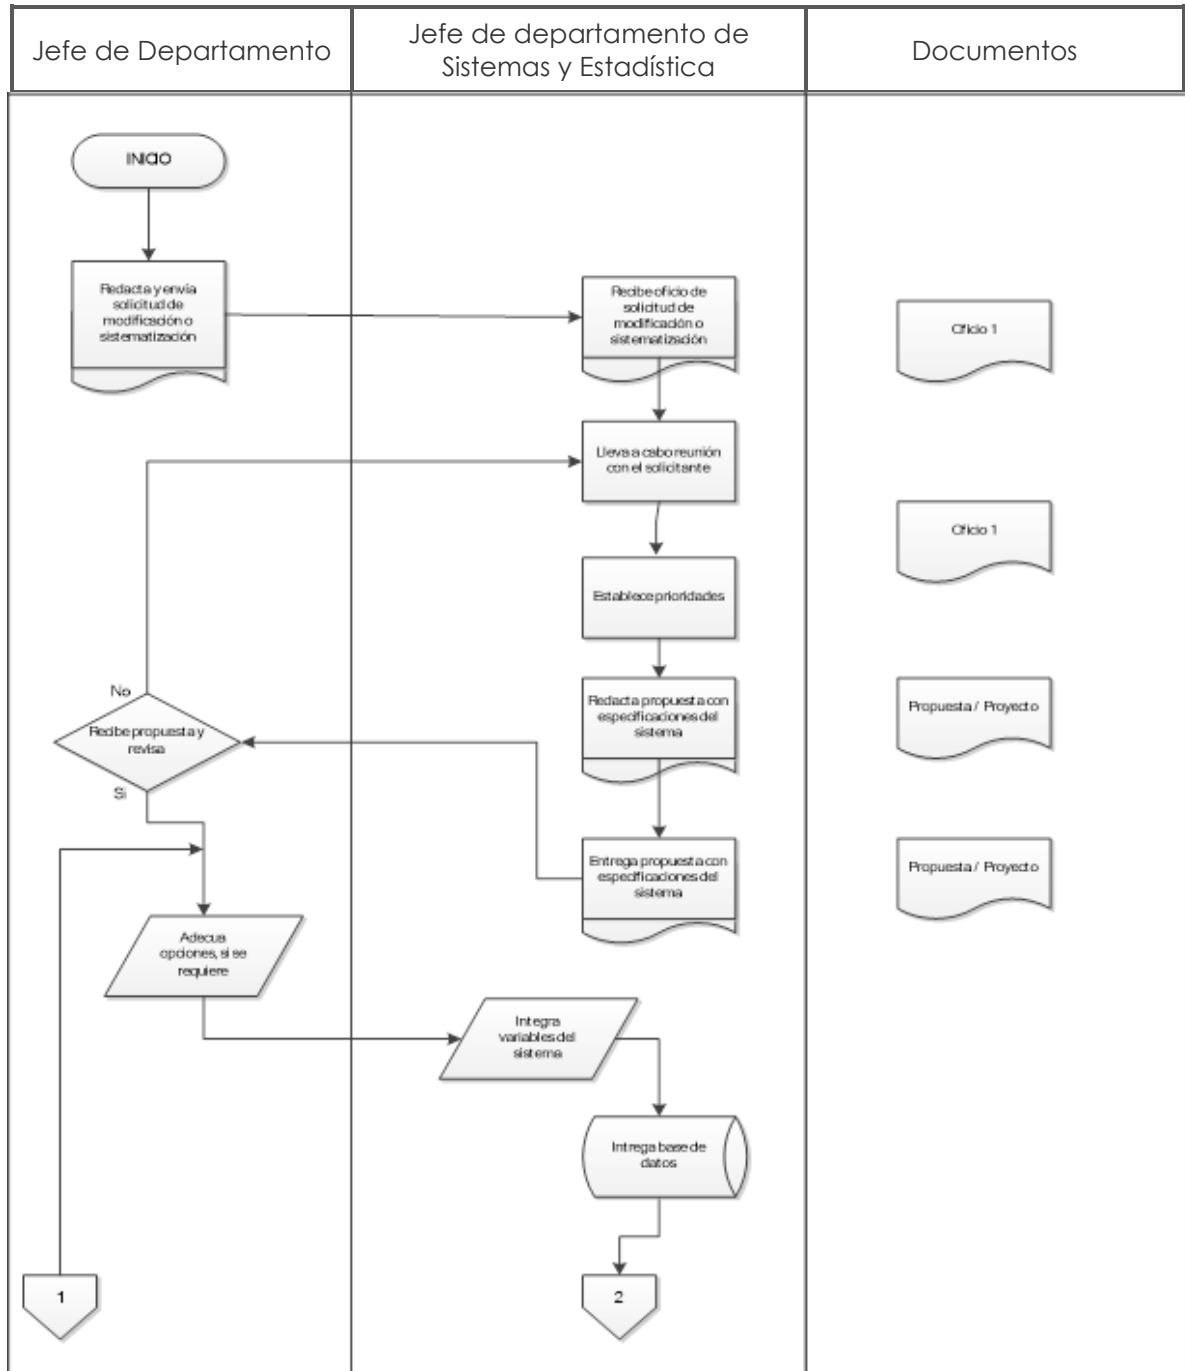 Jefe de Departamento
Jefe de departamento de
Sistemas y Estadística
Documentos
INICIO
Redacta y envía
solicitud de
modificación o
sistematización
Recibe oficio de
solicitud de
modificación o
sistematización
Oficio 1
Lleva a cabo reunión
con el solicitante
Oficio 1
Establece prioridades
No
Recibe propuesta y
revisa
Si
Redacta propuesta con
especificaciones del
sistema
Propuesta / Proyecto
Entrega propuesta con
especificaciones del
sistema
Propuesta / Proyecto
Adecua
opciones, si se
requiere
Integra
variables del
sistema
Intrega base de
datos
1
2